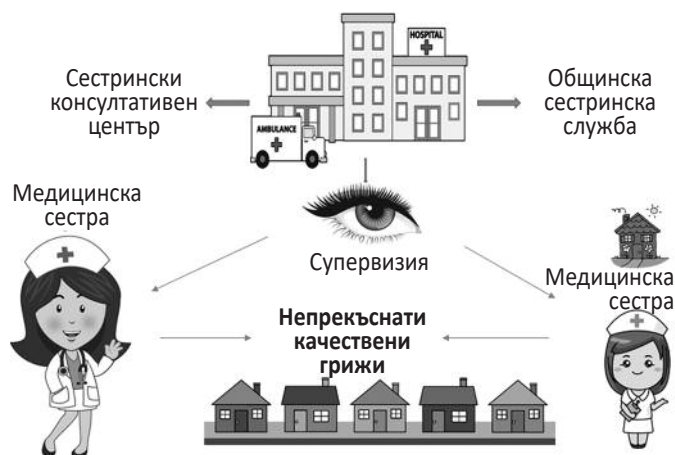 HOSPITAL
Сестрински
консултативен
център
AMBULANCE
Общинска
сестринска
служба
Медицинска
сестра
Супервизия
Медицинска
сестра
Непрекъснати
качествени
грижи